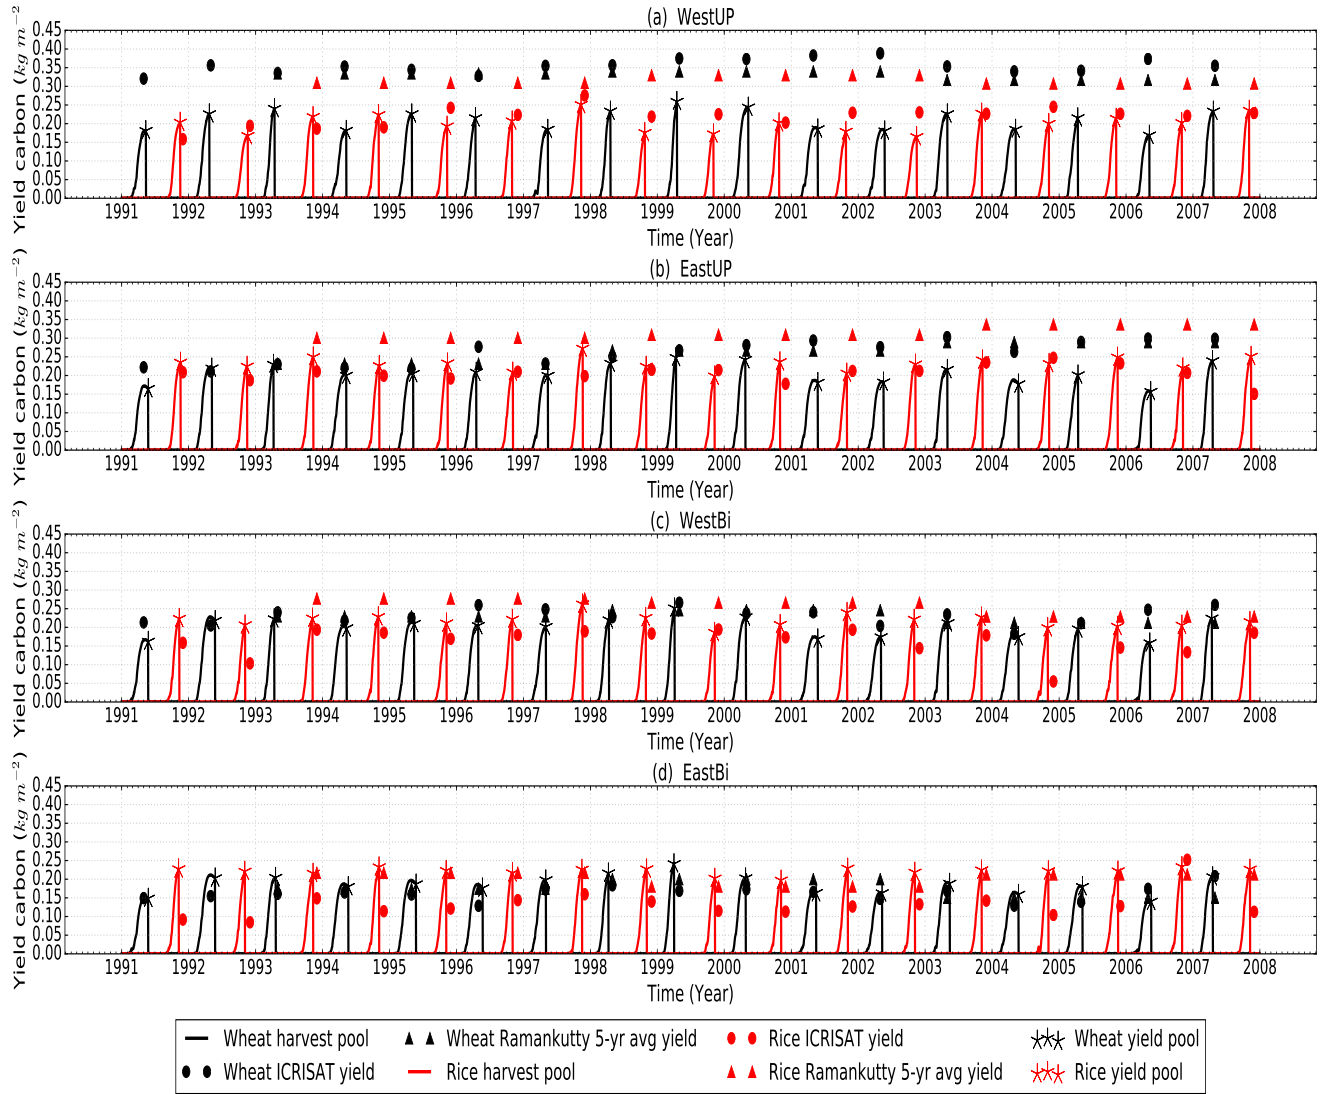 (a) WestUP
Yield carbon (kg m⁻²)
0.45
0.40
0.35
0.30
0.25
0.20
0.15
0.10
0.05
0.00
1991 1992 1993 1994 1995 1996 1997 1998 1999 2000 2001 2002 2003 2004 2005 2006 2007 2008
Time (Year)
(b) EastUP
Yield carbon (kg m⁻²)
0.45
0.40
0.35
0.30
0.25
0.20
0.15
0.10
0.05
0.00
1991 1992 1993 1994 1995 1996 1997 1998 1999 2000 2001 2002 2003 2004 2005 2006 2007 2008
Time (Year)
(c) WestBi
Yield carbon (kg m⁻²)
0.45
0.40
0.35
0.30
0.25
0.20
0.15
0.10
0.05
0.00
1991 1992 1993 1994 1995 1996 1997 1998 1999 2000 2001 2002 2003 2004 2005 2006 2007 2008
Time (Year)
(d) EastBi
Yield carbon (kg m⁻²)
0.45
0.40
0.35
0.30
0.25
0.20
0.15
0.10
0.05
0.00
1991 1992 1993 1994 1995 1996 1997 1998 1999 2000 2001 2002 2003 2004 2005 2006 2007 2008
Time (Year)
Wheat harvest pool Wheat Ramankutty 5-yr avg yield Rice ICRISAT yield Wheat yield pool
Wheat ICRISAT yield Rice harvest pool Rice Ramankutty 5-yr avg yield Rice yield pool